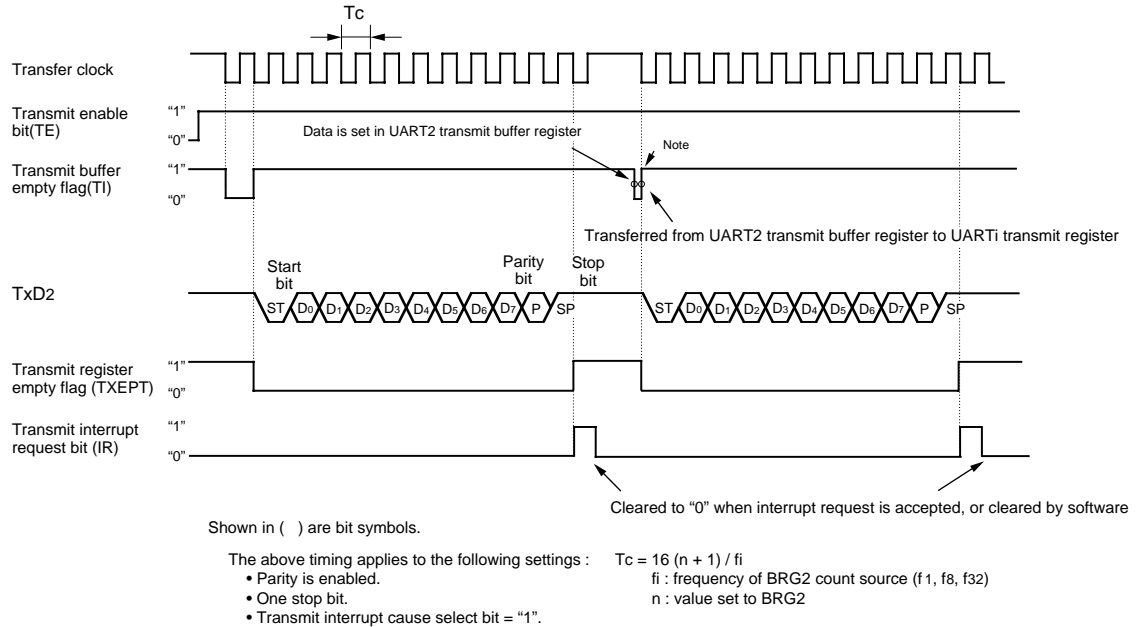 Tc
Transfer clock
Transmit enable
bit(TE)
“1”
“0”
Data is set in UART2 transmit buffer register
Note
Transmit buffer
empty flag(TI)
“1”
“0”
Transferred from UART2 transmit buffer register to UARTi transmit register
Start
bit
Parity
bit
Stop
bit
TxD2
ST D0 D1 D2 D3 D4 D5 D6 D7 P SP ST D0 D1 D2 D3 D4 D5 D6 D7 P SP
Transmit register
empty flag (TXEPT)
“1”
“0”
Transmit interrupt
request bit (IR)
“1”
“0”
Cleared to “0” when interrupt request is accepted, or cleared by software
Shown in ( ) are bit symbols.
The above timing applies to the following settings :
• Parity is enabled.
• One stop bit.
• Transmit interrupt cause select bit = “1”.
Tc = 16 (n + 1) / fi
fi : frequency of BRG2 count source (f1, f8, f32)
n : value set to BRG2